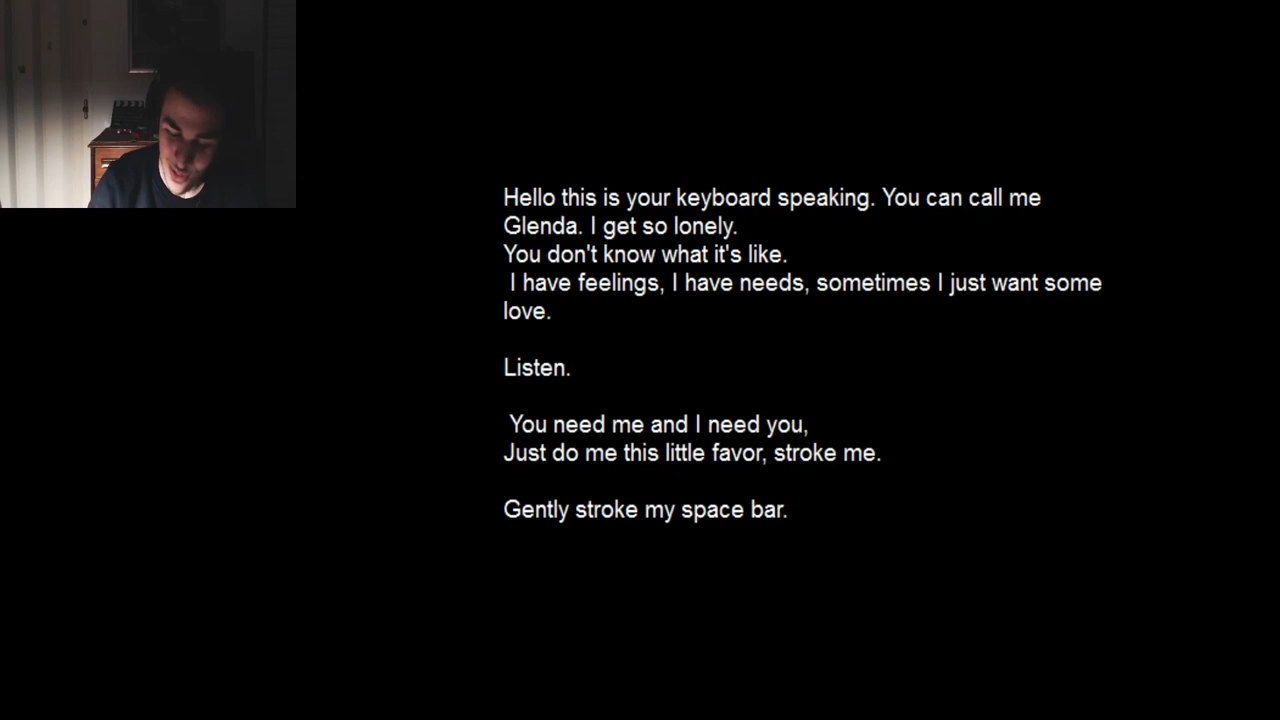 Hello this is your keyboard speaking. You can call me
Glenda. I get so lonely.
You don't know what it's like.
I have feelings, I have needs, sometimes I just want some
love.
Listen.
You need me and I need you,
Just do me this little favor, stroke me.
Gently stroke my space bar.